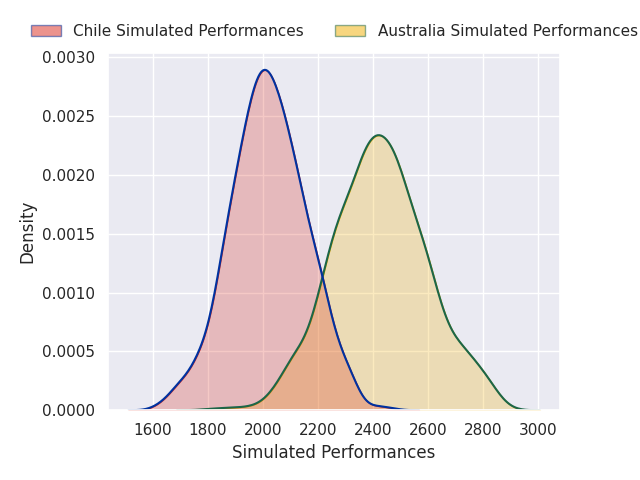 Chile Simulated Performances Australia Simulated Performances
0.0030
0.0025
0.0020
0.0015
0.0010
0.0005
0.0000
Density
1600 1800 2000 2200 2400 2600 2800 3000
Simulated Performances